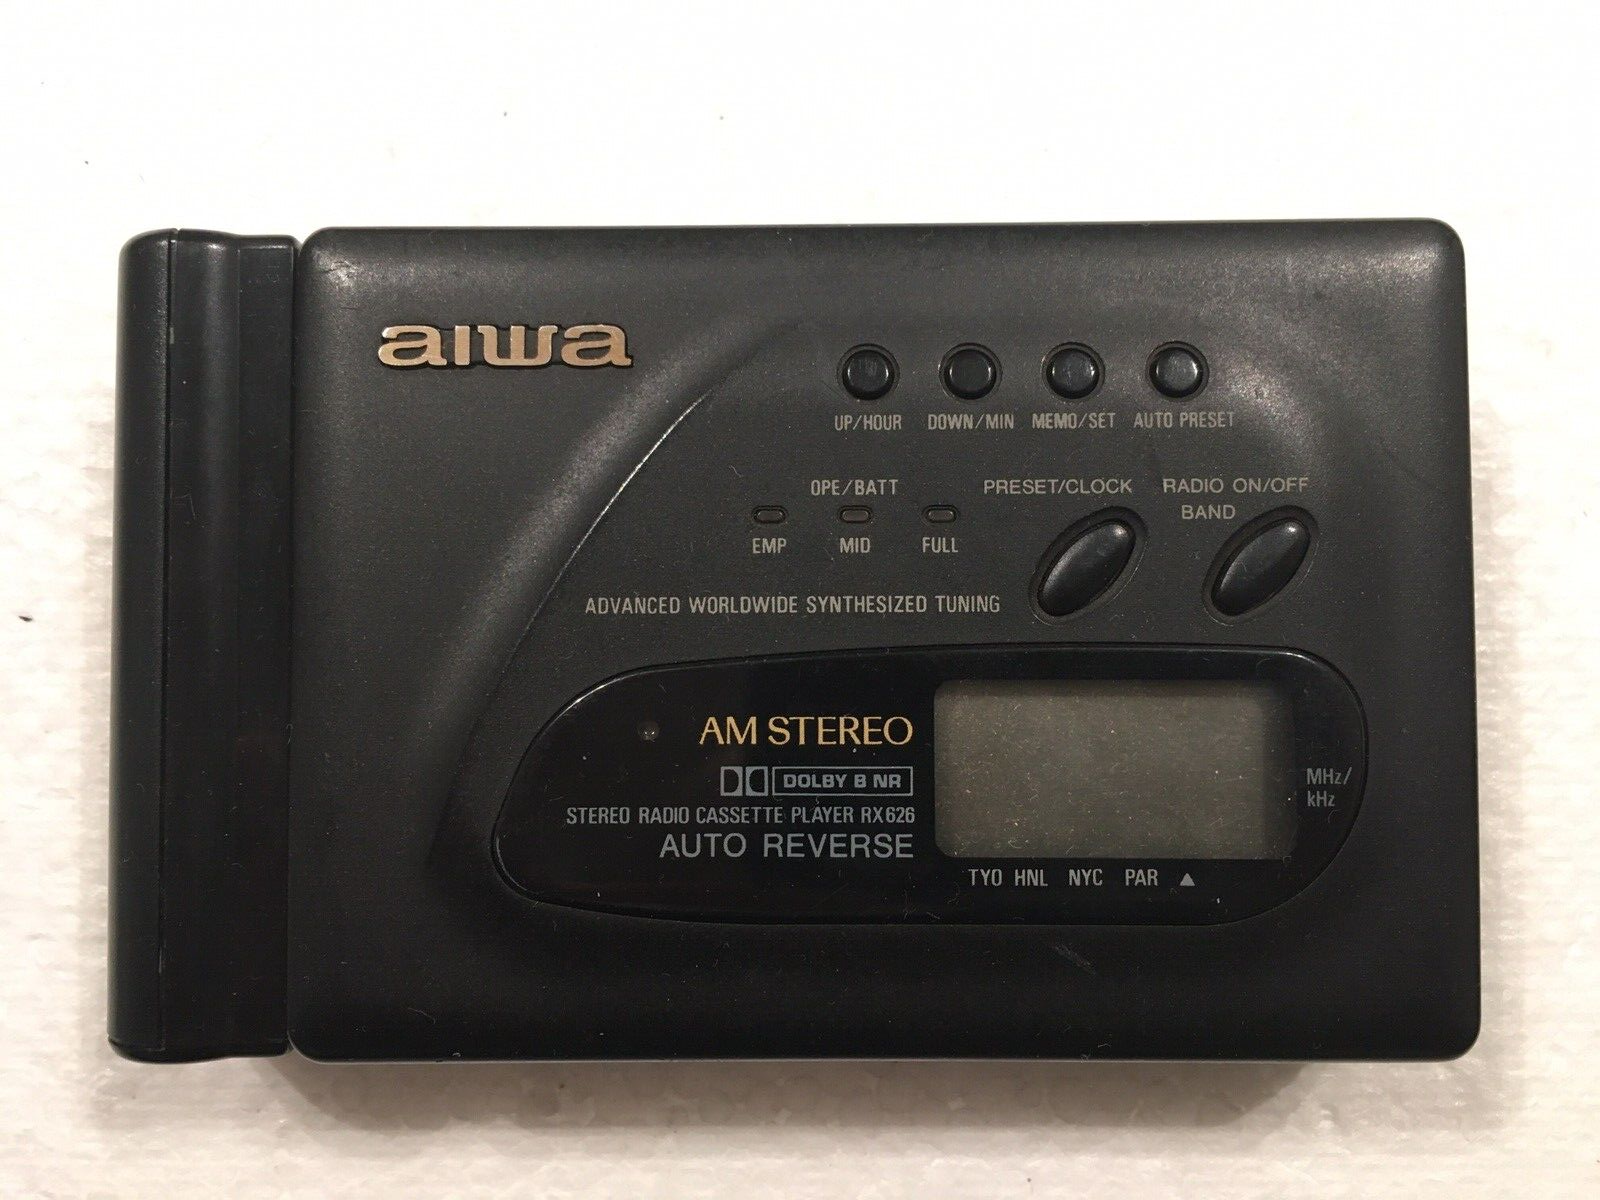 aiwa
UP/HOUR DOWN/MIN MEMO/SET AUTO PRESET
OPE/BATT
EMP MID FULL
PRESET/CLOCK
RADIO ON/OFF
BAND
ADVANCED WORLDWIDE SYNTHESIZED TUNING
AM STEREO
DOLBY B NR
STEREO RADIO CASSETTE PLAYER RX626
AUTO REVERSE
MHz/
kHz
TYO HNL NYC PAR ▲